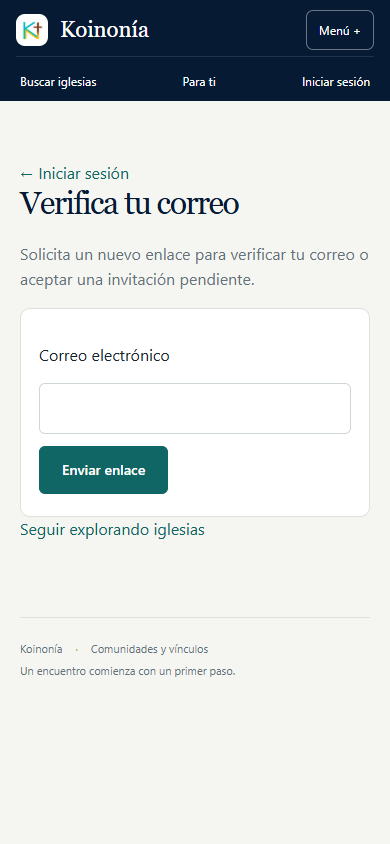 Koinonía
Menú +
Buscar iglesias
Para ti
Iniciar sesión
← Iniciar sesión
Verifica tu correo
Solicita un nuevo enlace para verificar tu correo o
aceptar una invitación pendiente.
Correo electrónico
Enviar enlace
Seguir explorando iglesias
Koinonía · Comunidades y vínculos
Un encuentro comienza con un primer paso.